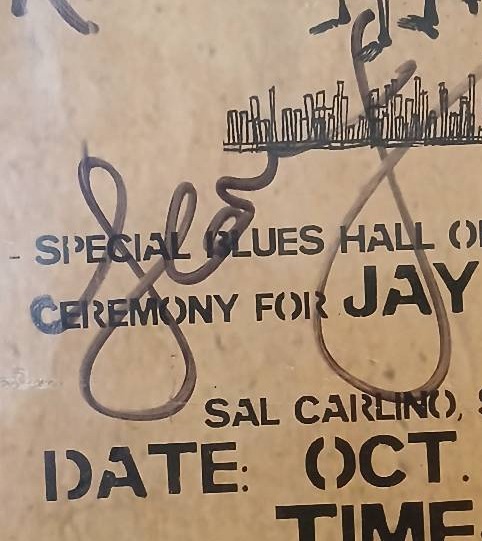 - SPECIAL BLUES HALL O
CEREMONY FOR JAY
SAL CARLINO,
DATE: OCT.
TIME